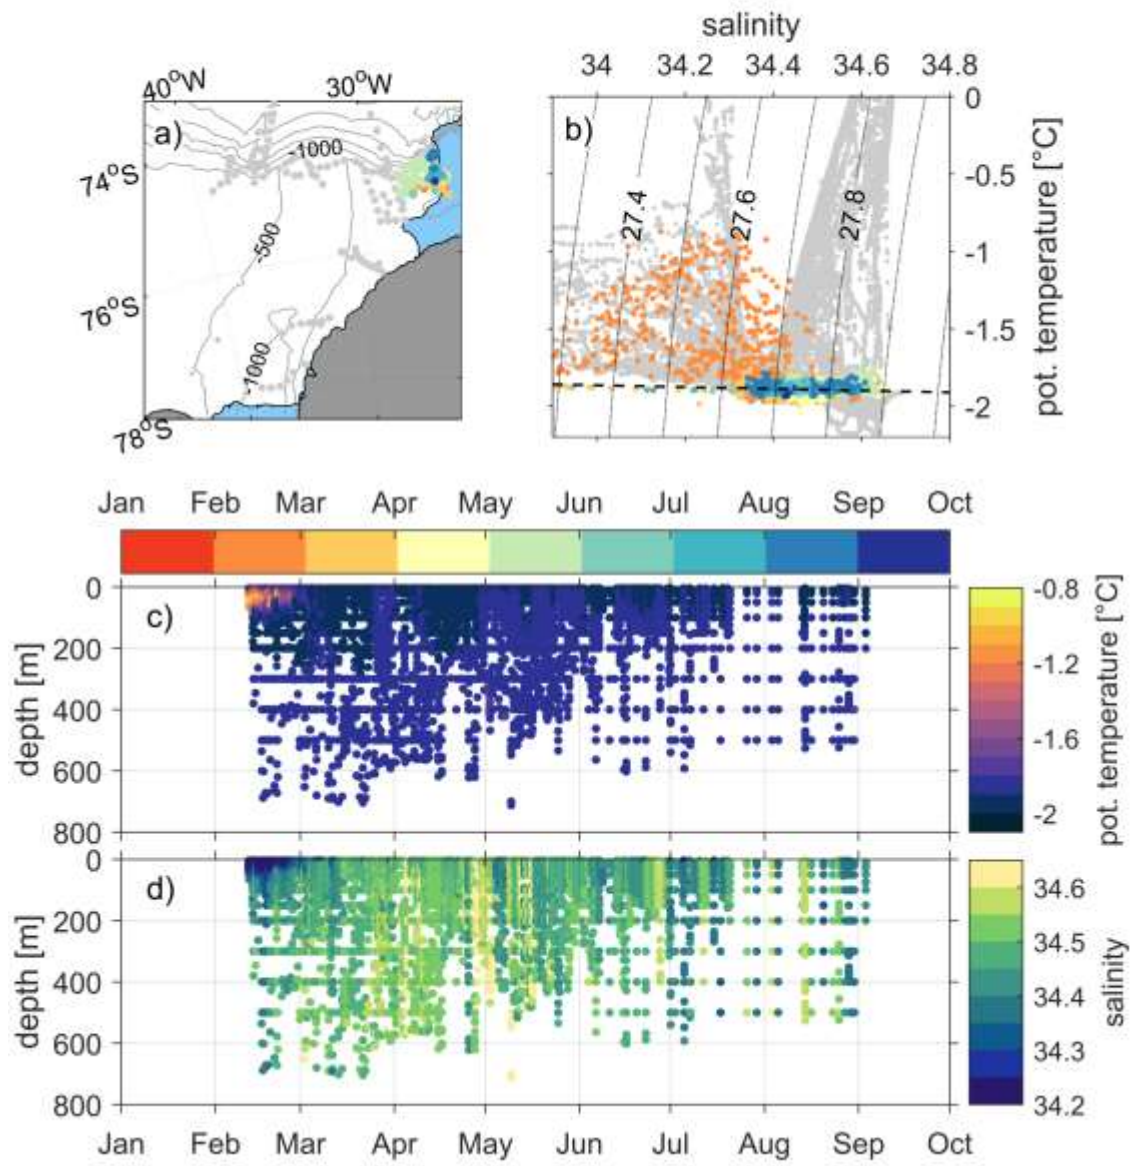 salinity
34 34.2 34.4 34.6 34.8
40°W 30°W
a) -1000
74°S
-500
76°S
-1000
78°S
b)
27.4 27.6 27.8
0
-0.5
-1
-1.5
-2
pot. temperature [°C]
Jan Feb Mar Apr May Jun Jul Aug Sep Oct
c)
0
200
400
600
800
depth [m]
-0.8
-1.2
-1.6
-2
pot. temperature [°C]
d)
0
200
400
600
800
depth [m]
34.6
34.5
34.4
34.3
34.2
salinity
Jan Feb Mar Apr May Jun Jul Aug Sep Oct